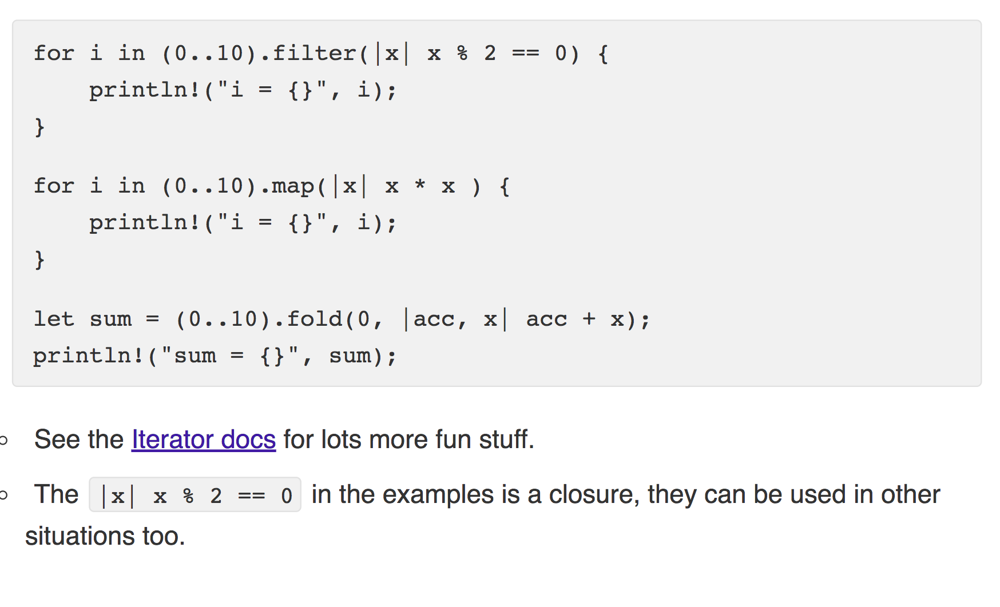 for i in (0..10).filter(|x| x % 2 == 0) {
    println!("i = {}", i);
}
for i in (0..10).map(|x| x * x ) {
    println!("i = {}", i);
}
let sum = (0..10).fold(0, |acc, x| acc + x);
println!("sum = {}", sum);
See the Iterator docs for lots more fun stuff.
The |x| x % 2 == 0 in the examples is a closure, they can be used in other
situations too.